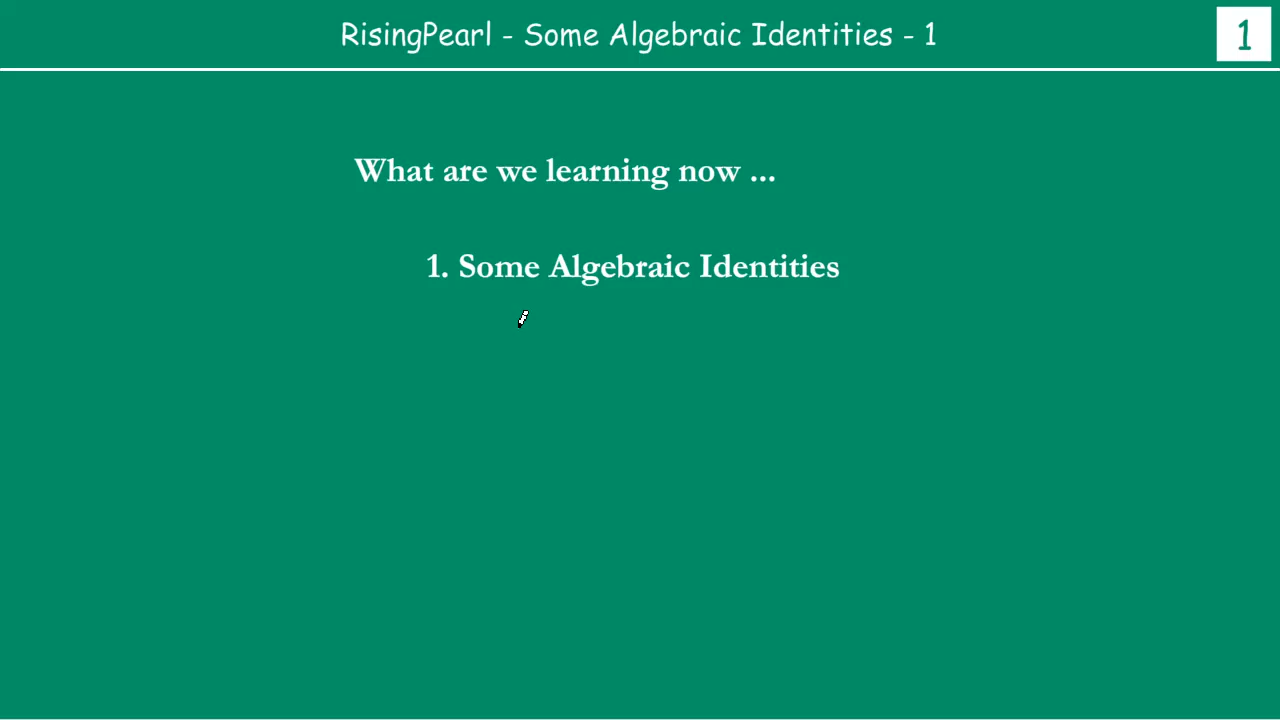 RisingPearl - Some Algebraic Identities - 1
1
What are we learning now ...
1. Some Algebraic Identities